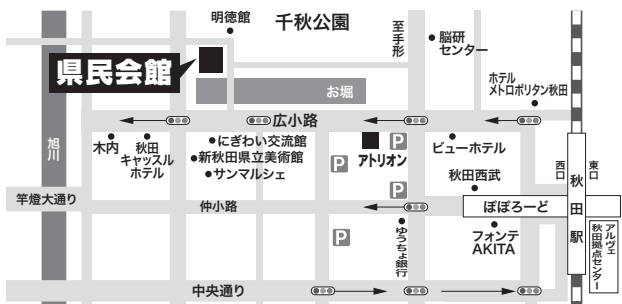 明徳館
千秋公園
至手形
脳研
センター
県民会館
ホテル
メトロポリタン秋田
お堀
広小路
旭川
木内
秋田
キャッスル
ホテル
にぎわい交流館
新秋田県立美術館
サンマルシェ
アトリオン
P
P
P
P
ビューホテル
西口
東口
秋田駅
秋田西武
竿燈大通り
仲小路
ぽぽろーど
ゆうちょ銀行
フォンテ
AKITA
アルヴェ
秋田拠点センター
中央通り